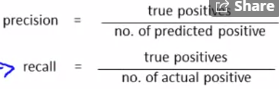 Share
precision = true positives
no. of predicted positive
recall = true positives
no. of actual positive